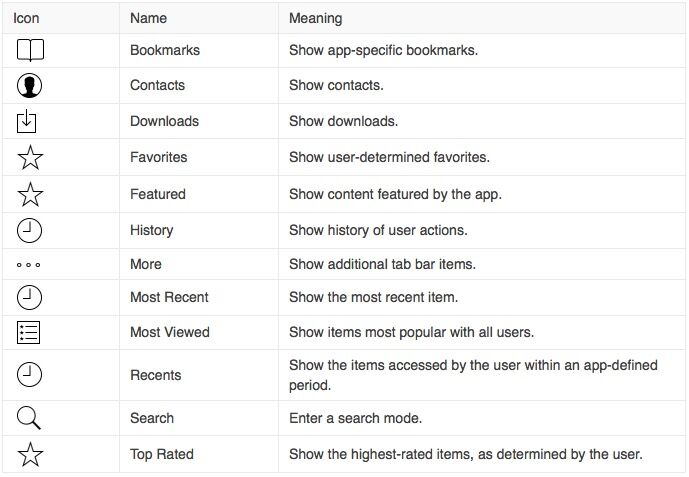 Icon Name Meaning
Bookmarks Show app-specific bookmarks.
Contacts Show contacts.
Downloads Show downloads.
Favorites Show user-determined favorites.
Featured Show content featured by the app.
History Show history of user actions.
More Show additional tab bar items.
Most Recent Show the most recent item.
Most Viewed Show items most popular with all users.
Recents Show the items accessed by the user within an app-defined
period.
Search Enter a search mode.
Top Rated Show the highest-rated items, as determined by the user.